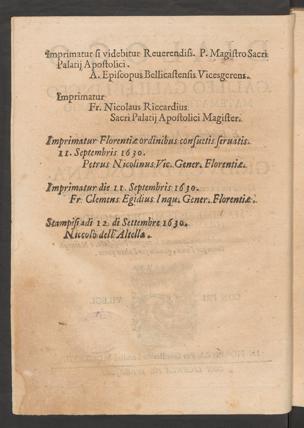 Imprimatur si videbitur Reuerendiss. P. Magistro Sacri
Palatij Apostolici.
A. Episcopus Bellicastensis Vicesgerens.
Imprimatur
Fr. Nicolaus Riccardius
Sacri Palatij Apostolici Magister.
Imprimatur Florentiæ ordinibus consuetis seruatis.
11. Septembris 1630.
Petrus Nicolinus Vic. Gener. Florentiæ.
Imprimatur die 11. Septembris 1630.
Fr. Clemens Egidius Inqu. Gener. Florentiæ.
Stampisi adi 12. di Settembre 1630.
Niccolò dell'Altella.